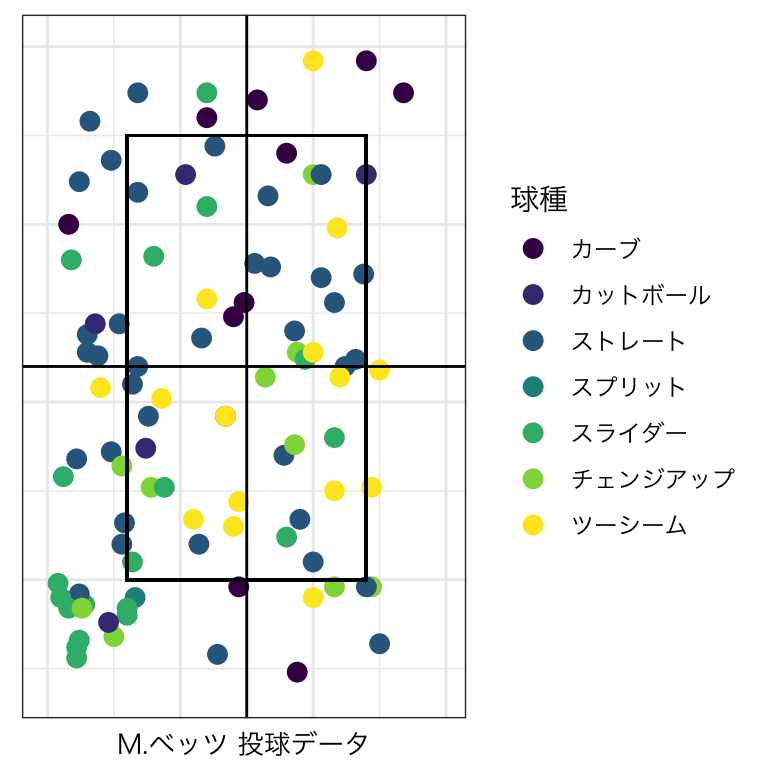 球種
カーブ
カットボール
ストレート
スプリット
スライダー
チェンジアップ
ツーシーム
M.ベッツ 投球データ